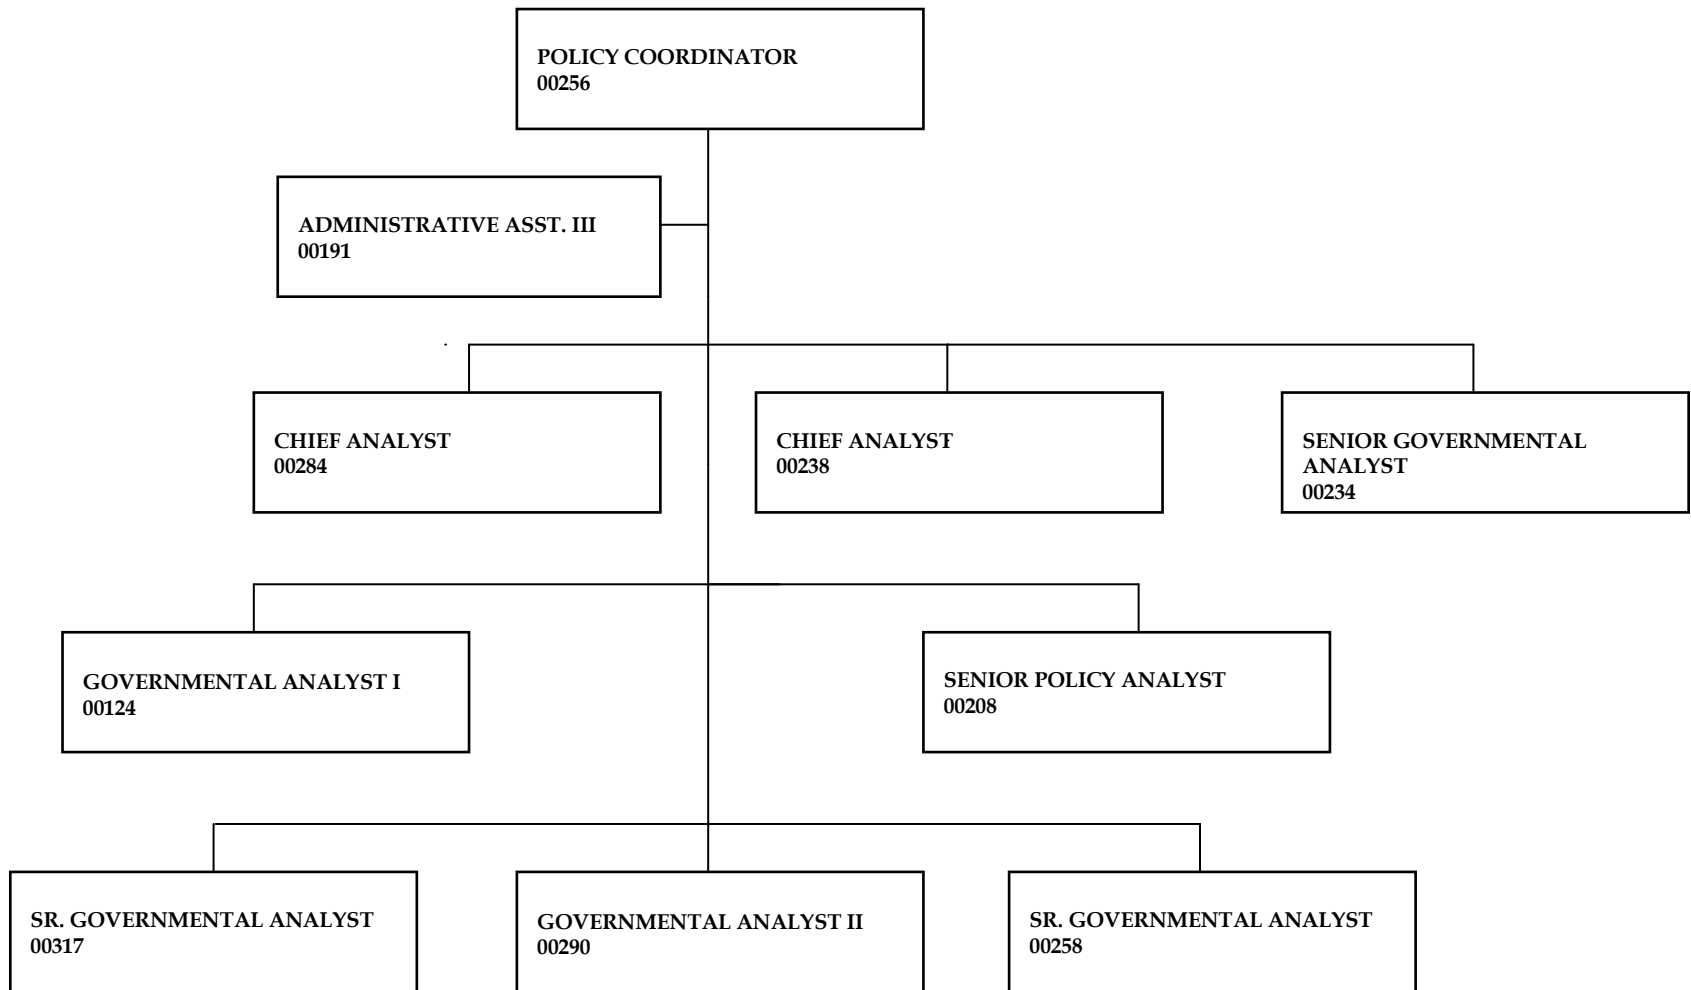 POLICY COORDINATOR
00256
ADMINISTRATIVE ASST. III
00191
CHIEF ANALYST
00284
CHIEF ANALYST
00238
SENIOR GOVERNMENTAL
ANALYST
00234
GOVERNMENTAL ANALYST I
00124
SENIOR POLICY ANALYST
00208
SR. GOVERNMENTAL ANALYST
00317
GOVERNMENTAL ANALYST II
00290
SR. GOVERNMENTAL ANALYST
00258